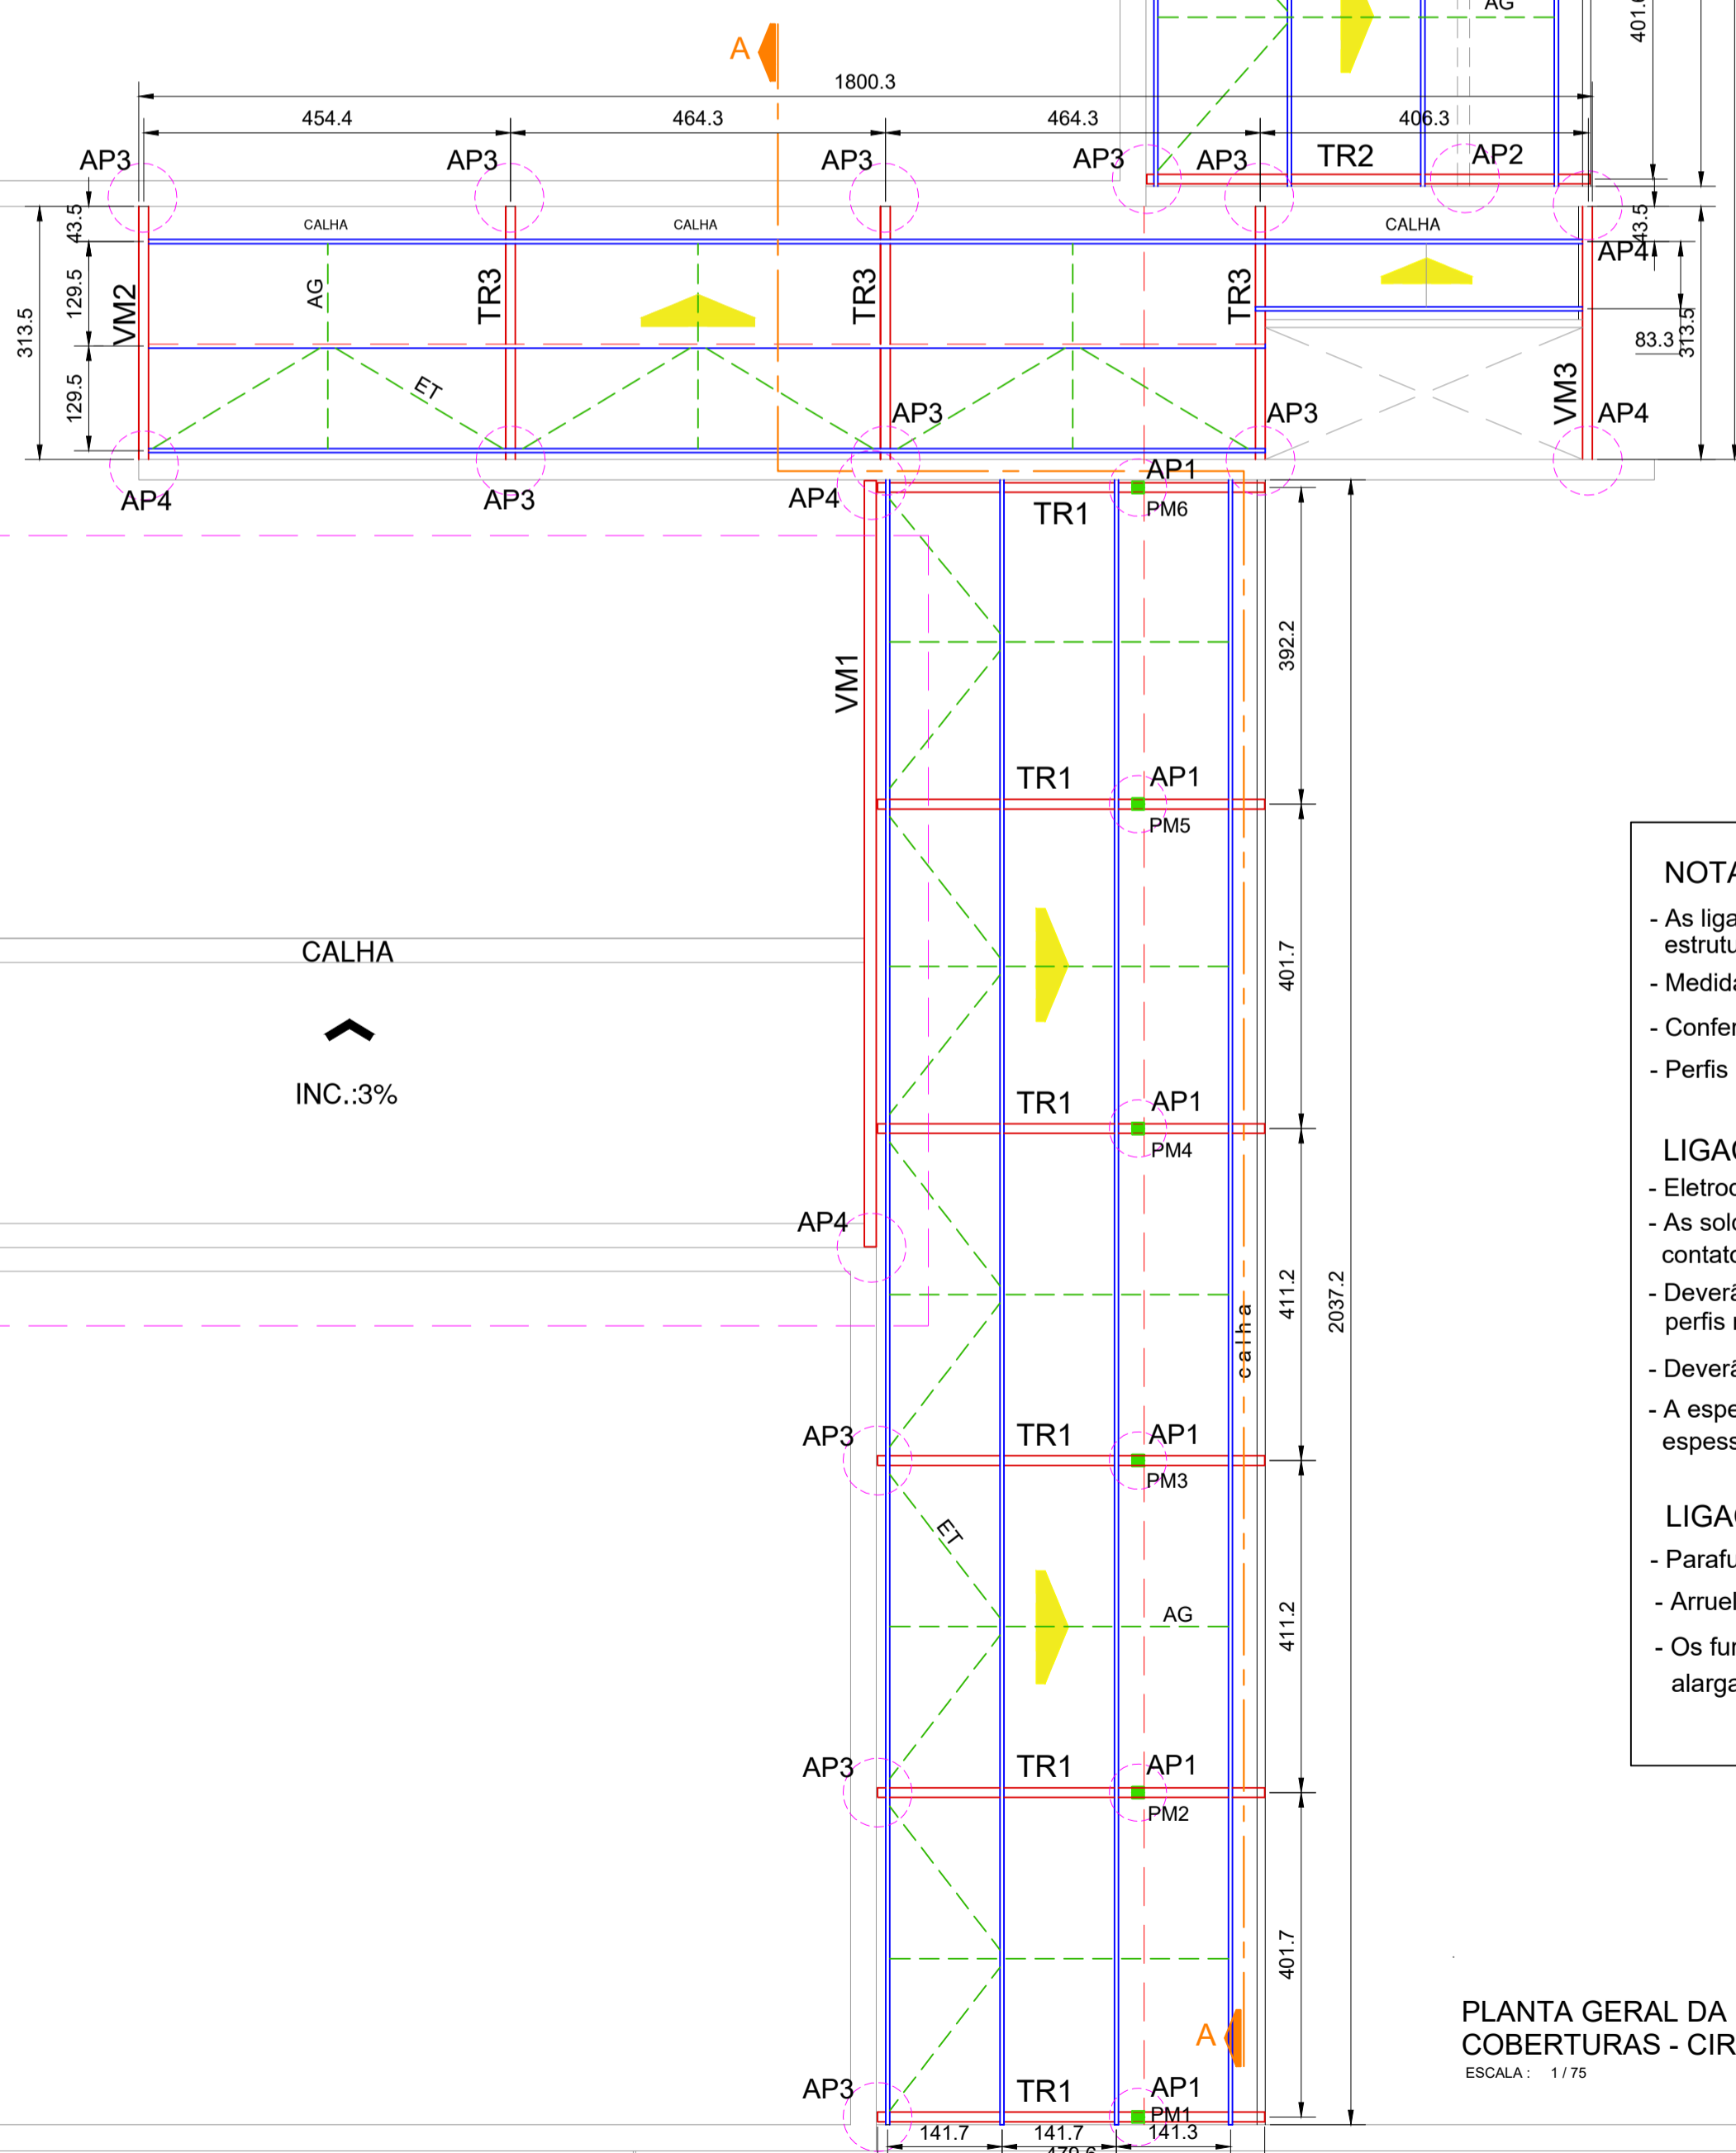 AG
401.
A
1800.3
454.4
464.3
464.3
406.3
AP3
AP3
AP3
AP3
AP3
TR2
AP2
43.5
CALHA
CALHA
CALHA
43.5
AP4
313.5
129.5
VM2
AG
TR3
TR3
TR3
83.3
313.5
129.5
ET
AP3
AP3
VM3
AP4
AP4
AP3
AP4
AP1
TR1
PM6
392.2
VM1
TR1
AP1
PM5
NOTA
- As liga
estrutu
- Medida
- Confer
- Perfis
CALHA
401.7
INC.:3%
TR1
AP1
PM4
LIGAÇ
- Eletrod
- As sold
contato
- Deverã
perfis
- Deverã
- A espe
espess
AP4
411.2
2037.2
calha
AP3
TR1
AP1
PM3
LIGAÇ
- Parafu
- Arruel
- Os fur
alarga
ET
AG
411.2
AP3
TR1
AP1
PM2
401.7
A
PLANTA GERAL DA
COBERTURAS - CIR
ESCALA : 1 / 75
AP3
TR1
AP1
PM1
141.7
141.7
141.3
479.6